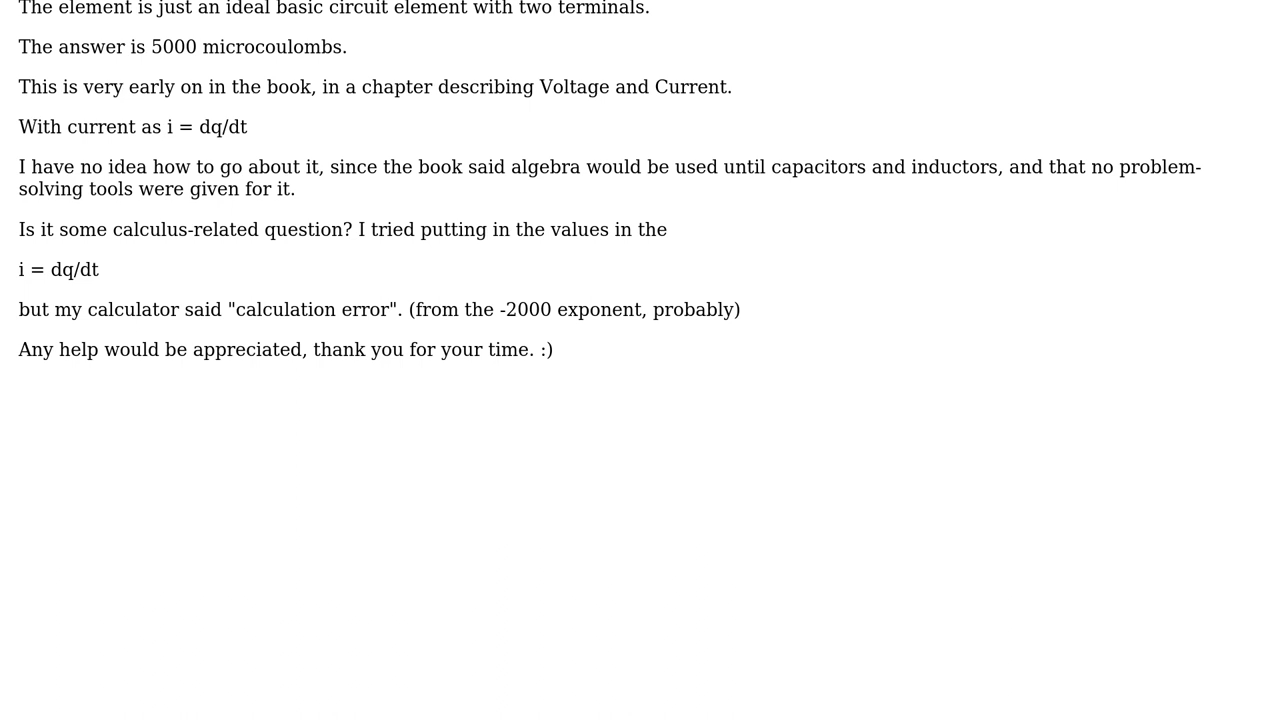 The element is just an ideal basic circuit element with two terminals.
The answer is 5000 microcoulombs.
This is very early on in the book, in a chapter describing Voltage and Current.
With current as i = dq/dt
I have no idea how to go about it, since the book said algebra would be used until capacitors and inductors, and that no problem-
solving tools were given for it.
Is it some calculus-related question? I tried putting in the values in the
i = dq/dt
but my calculator said "calculation error". (from the -2000 exponent, probably)
Any help would be appreciated, thank you for your time. :)